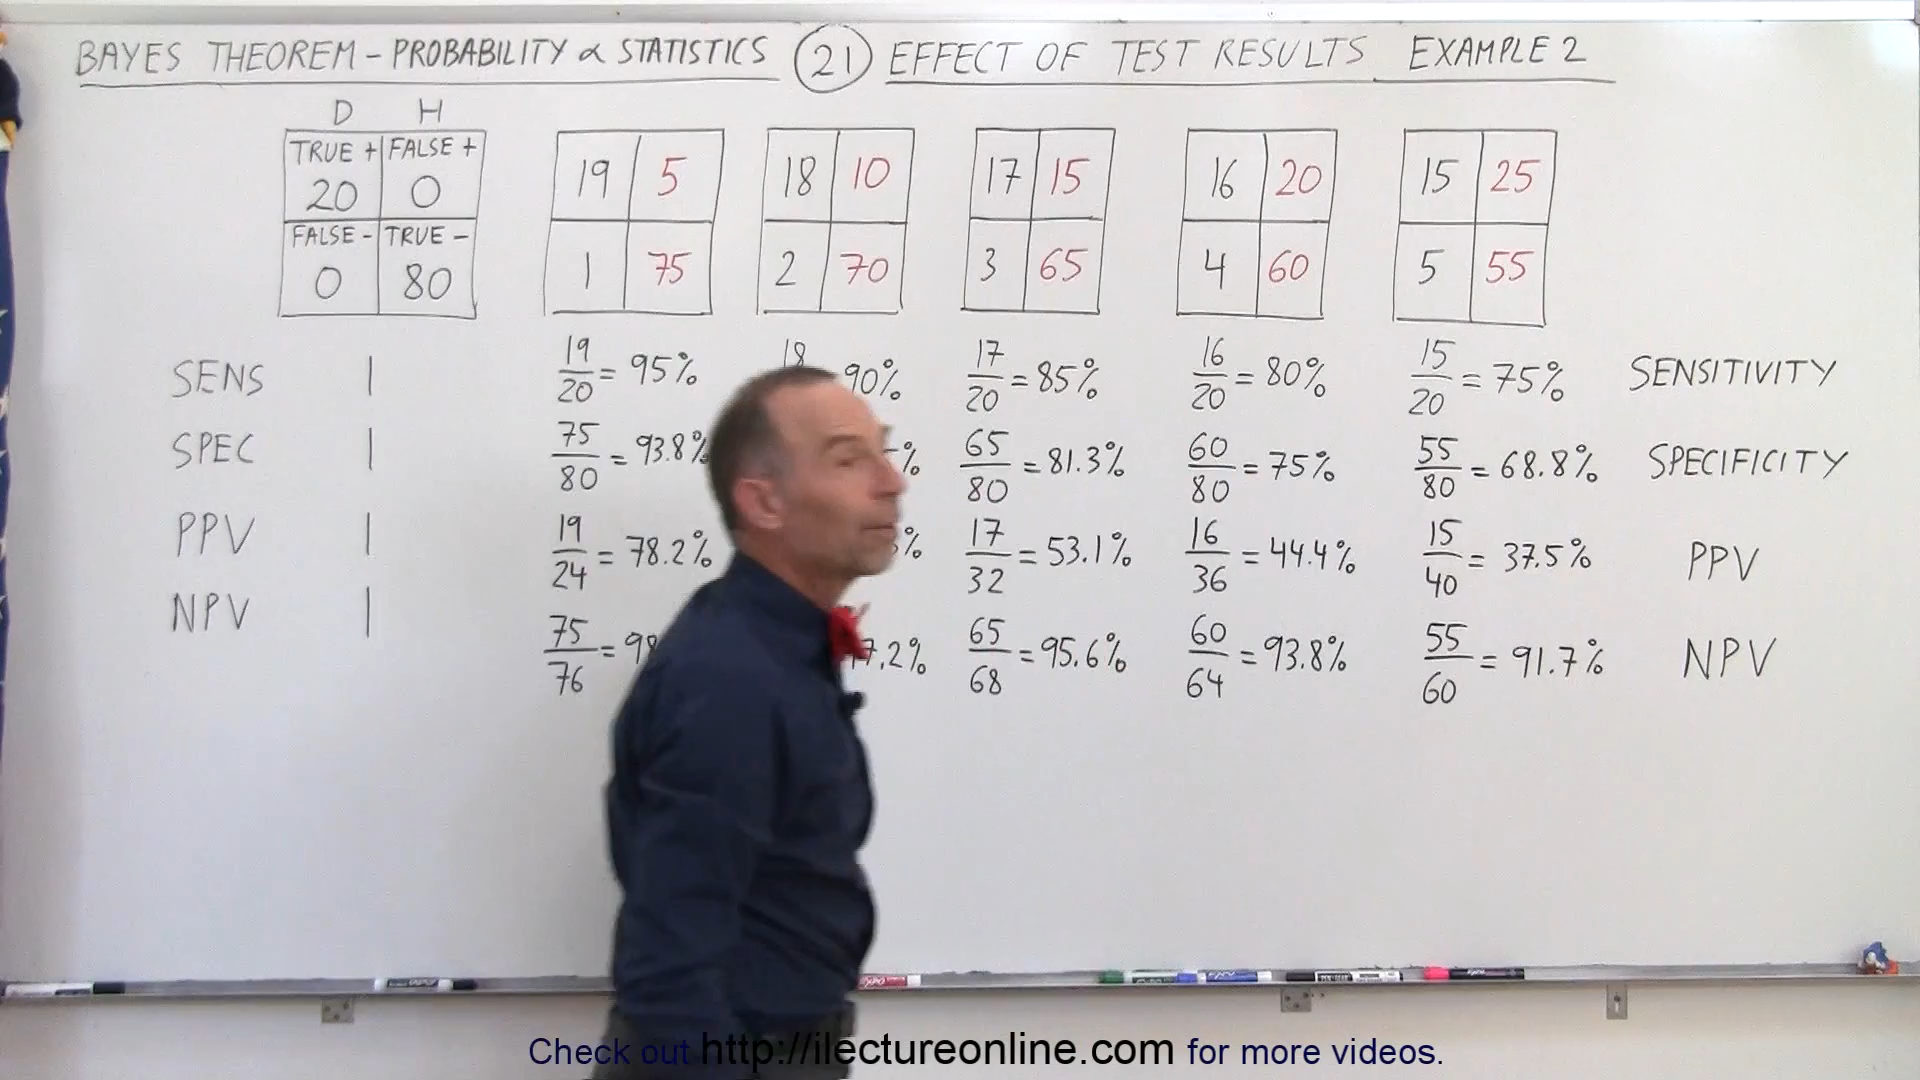 BAYES THEOREM - PROBABILITY & STATISTICS 21 EFFECT OF TEST RESULTS EXAMPLE 2
D H
TRUE + FALSE +
20 0 19 5 18 10 17 15 16 20 15 25
FALSE - TRUE -
0 80 1 75 2 70 3 65 4 60 5 55
SENS 1 19/20 = 95% 18 90% 17/20 = 85% 16/20 = 80% 15/20 = 75% SENSITIVITY
SPEC 1 75/80 = 93.8% % 65/80 = 81.3% 60/80 = 75% 55/80 = 68.8% SPECIFICITY
PPV 1 19/24 = 78.2% % 17/32 = 53.1% 16/36 = 44.4% 15/40 = 37.5% PPV
NPV 1 75/76 = 98 7.2% 65/68 = 95.6% 60/64 = 93.8% 55/60 = 91.7% NPV
Check out http://ilectureonline.com for more videos.